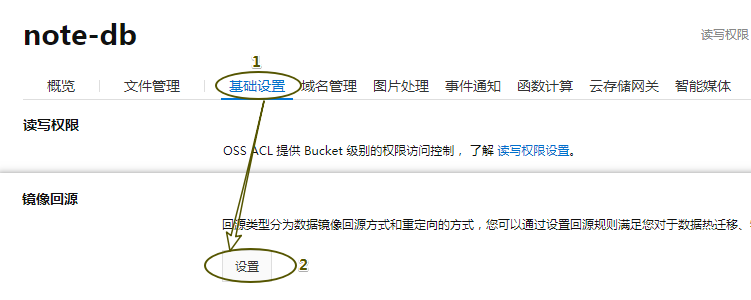 note-db
读写权限
1
概览 文件管理 基础设置 域名管理 图片处理 事件通知 函数计算 云存储网关 智能媒体
读写权限
OSS ACL 提供 Bucket 级别的权限访问控制， 了解 读写权限设置。
镜像回源
回源类型分为数据镜像回源方式和重定向的方式，您可以通过设置回源规则满足您对于数据热迁移、
设置 2